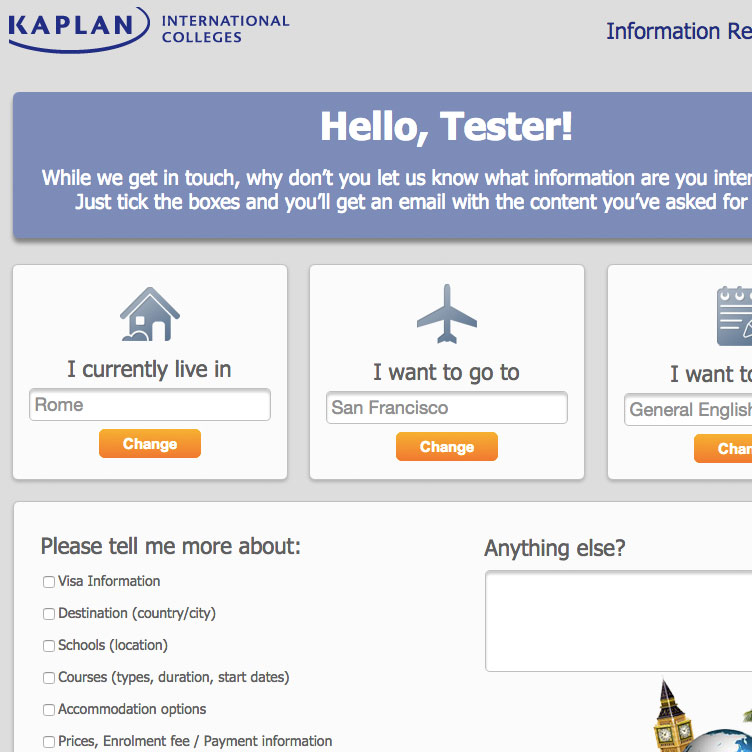 KAPLAN INTERNATIONAL
COLLEGES
Information Re
Hello, Tester!
While we get in touch, why don't you let us know what information are you inter
Just tick the boxes and you'll get an email with the content you've asked for
I currently live in
Rome
Change
I want to go to
San Francisco
Change
I want to
General English
Chan
Please tell me more about:
Visa Information
Destination (country/city)
Schools (location)
Courses (types, duration, start dates)
Accommodation options
Prices, Enrolment fee / Payment information
Anything else?